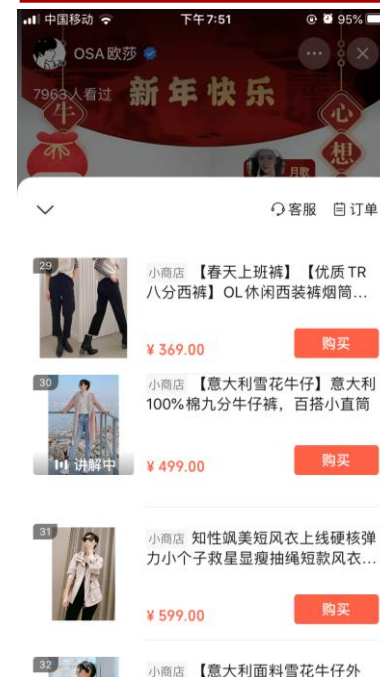 中国移动 下午7:51 95%
OSA欧莎
7963人看过
新年快乐
牛
心想
月歌
客服 订单
29
小商店 【春天上班裤】【优质TR
八分西裤】OL休闲西装裤烟筒...
¥369.00 购买
30
小商店 【意大利雪花牛仔】意大利
100%棉九分牛仔裤，百搭小直筒
讲解中
¥499.00 购买
31
小商店 知性飒美短风衣上线硬核弹
力小个子救星显瘦抽绳短款风衣...
¥599.00 购买
32
小商店 【意大利面料雪花牛仔外